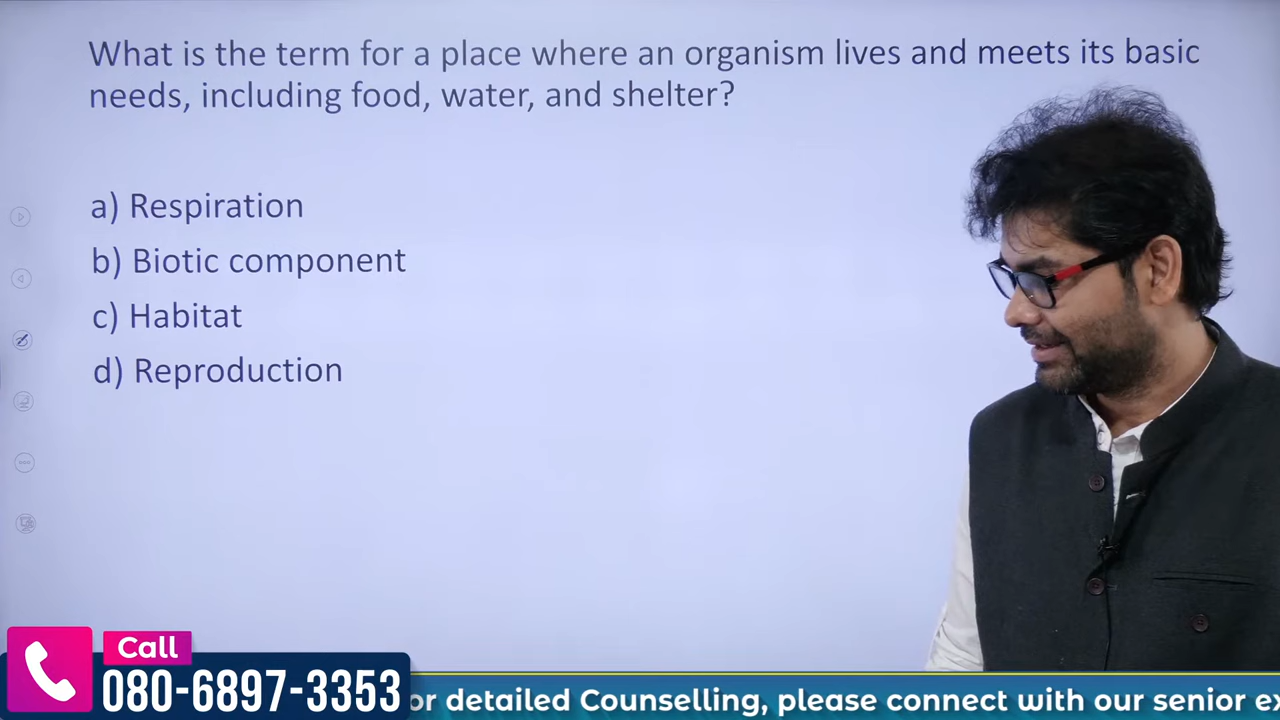 What is the term for a place where an organism lives and meets its basic
needs, including food, water, and shelter?
a) Respiration
b) Biotic component
c) Habitat
d) Reproduction
Call
080-6897-3353
or detailed Counselling, please connect with our senior ex